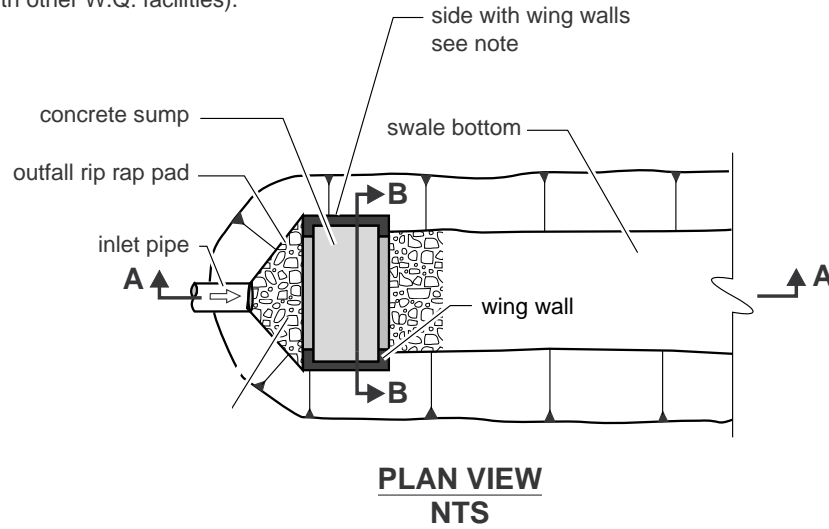 th other W.Q. facilities).
side with wing walls
see note
concrete sump
swale bottom
outfall rip rap pad
B
inlet pipe
A
A
wing wall
B
PLAN VIEW
NTS